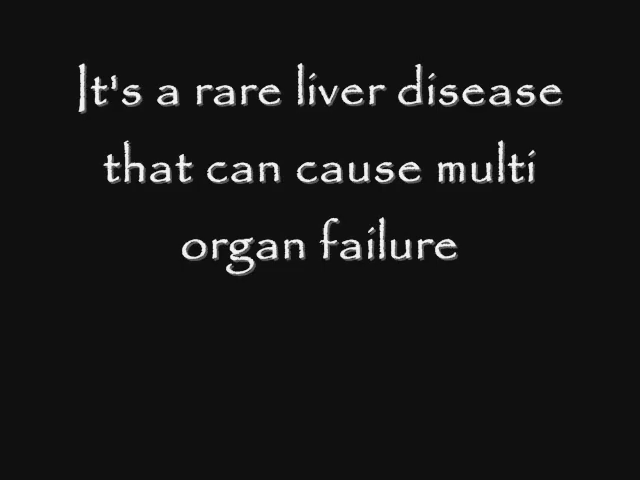 It's a rare liver disease
that can cause multi
organ failure